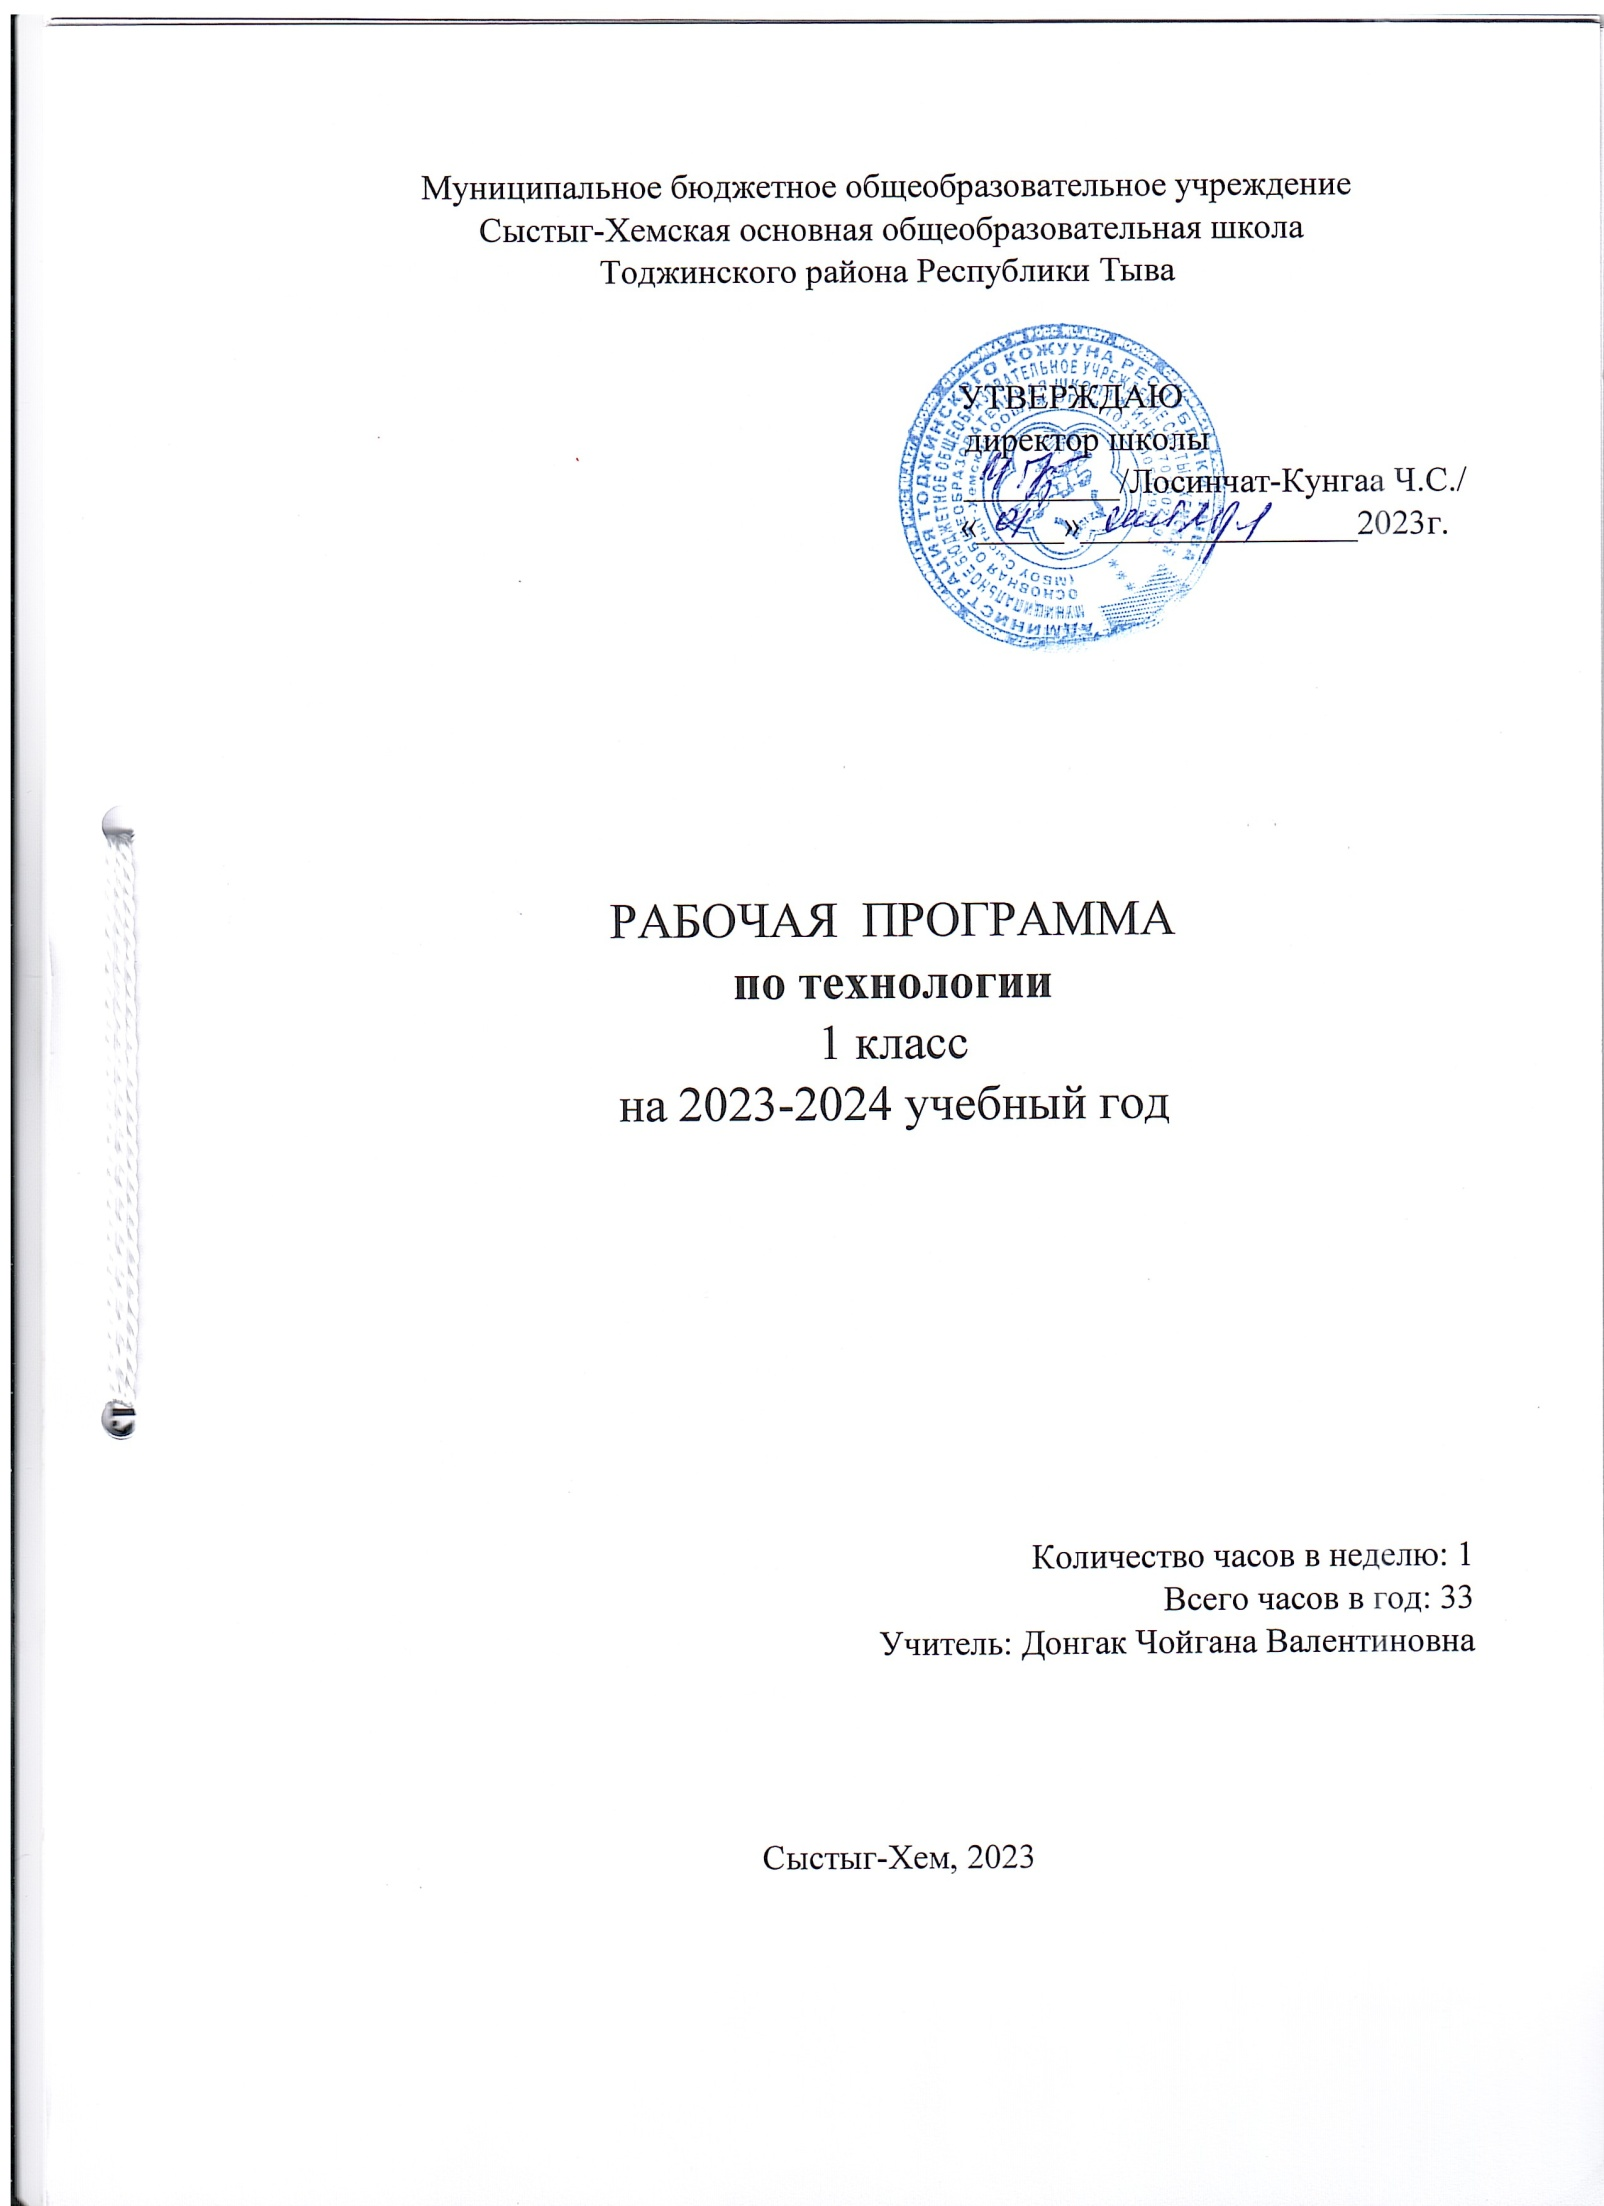 Муниципальное бюджетное общеобразовательное учреждение
Сыстыг-Хемская основная общеобразовательная школа
Тоджинского района Республики Тыва
УТВЕРЖДАЮ
директор школы
/Лосинчат-Кунгаа Ч.С./
« » 2023г.
РАБОЧАЯ ПРОГРАММА
по технологии
1 класс
на 2023-2024 учебный год
Количество часов в неделю: 1
Всего часов в год: 33
Учитель: Донгак Чойгана Валентиновна
Сыстыг-Хем, 2023